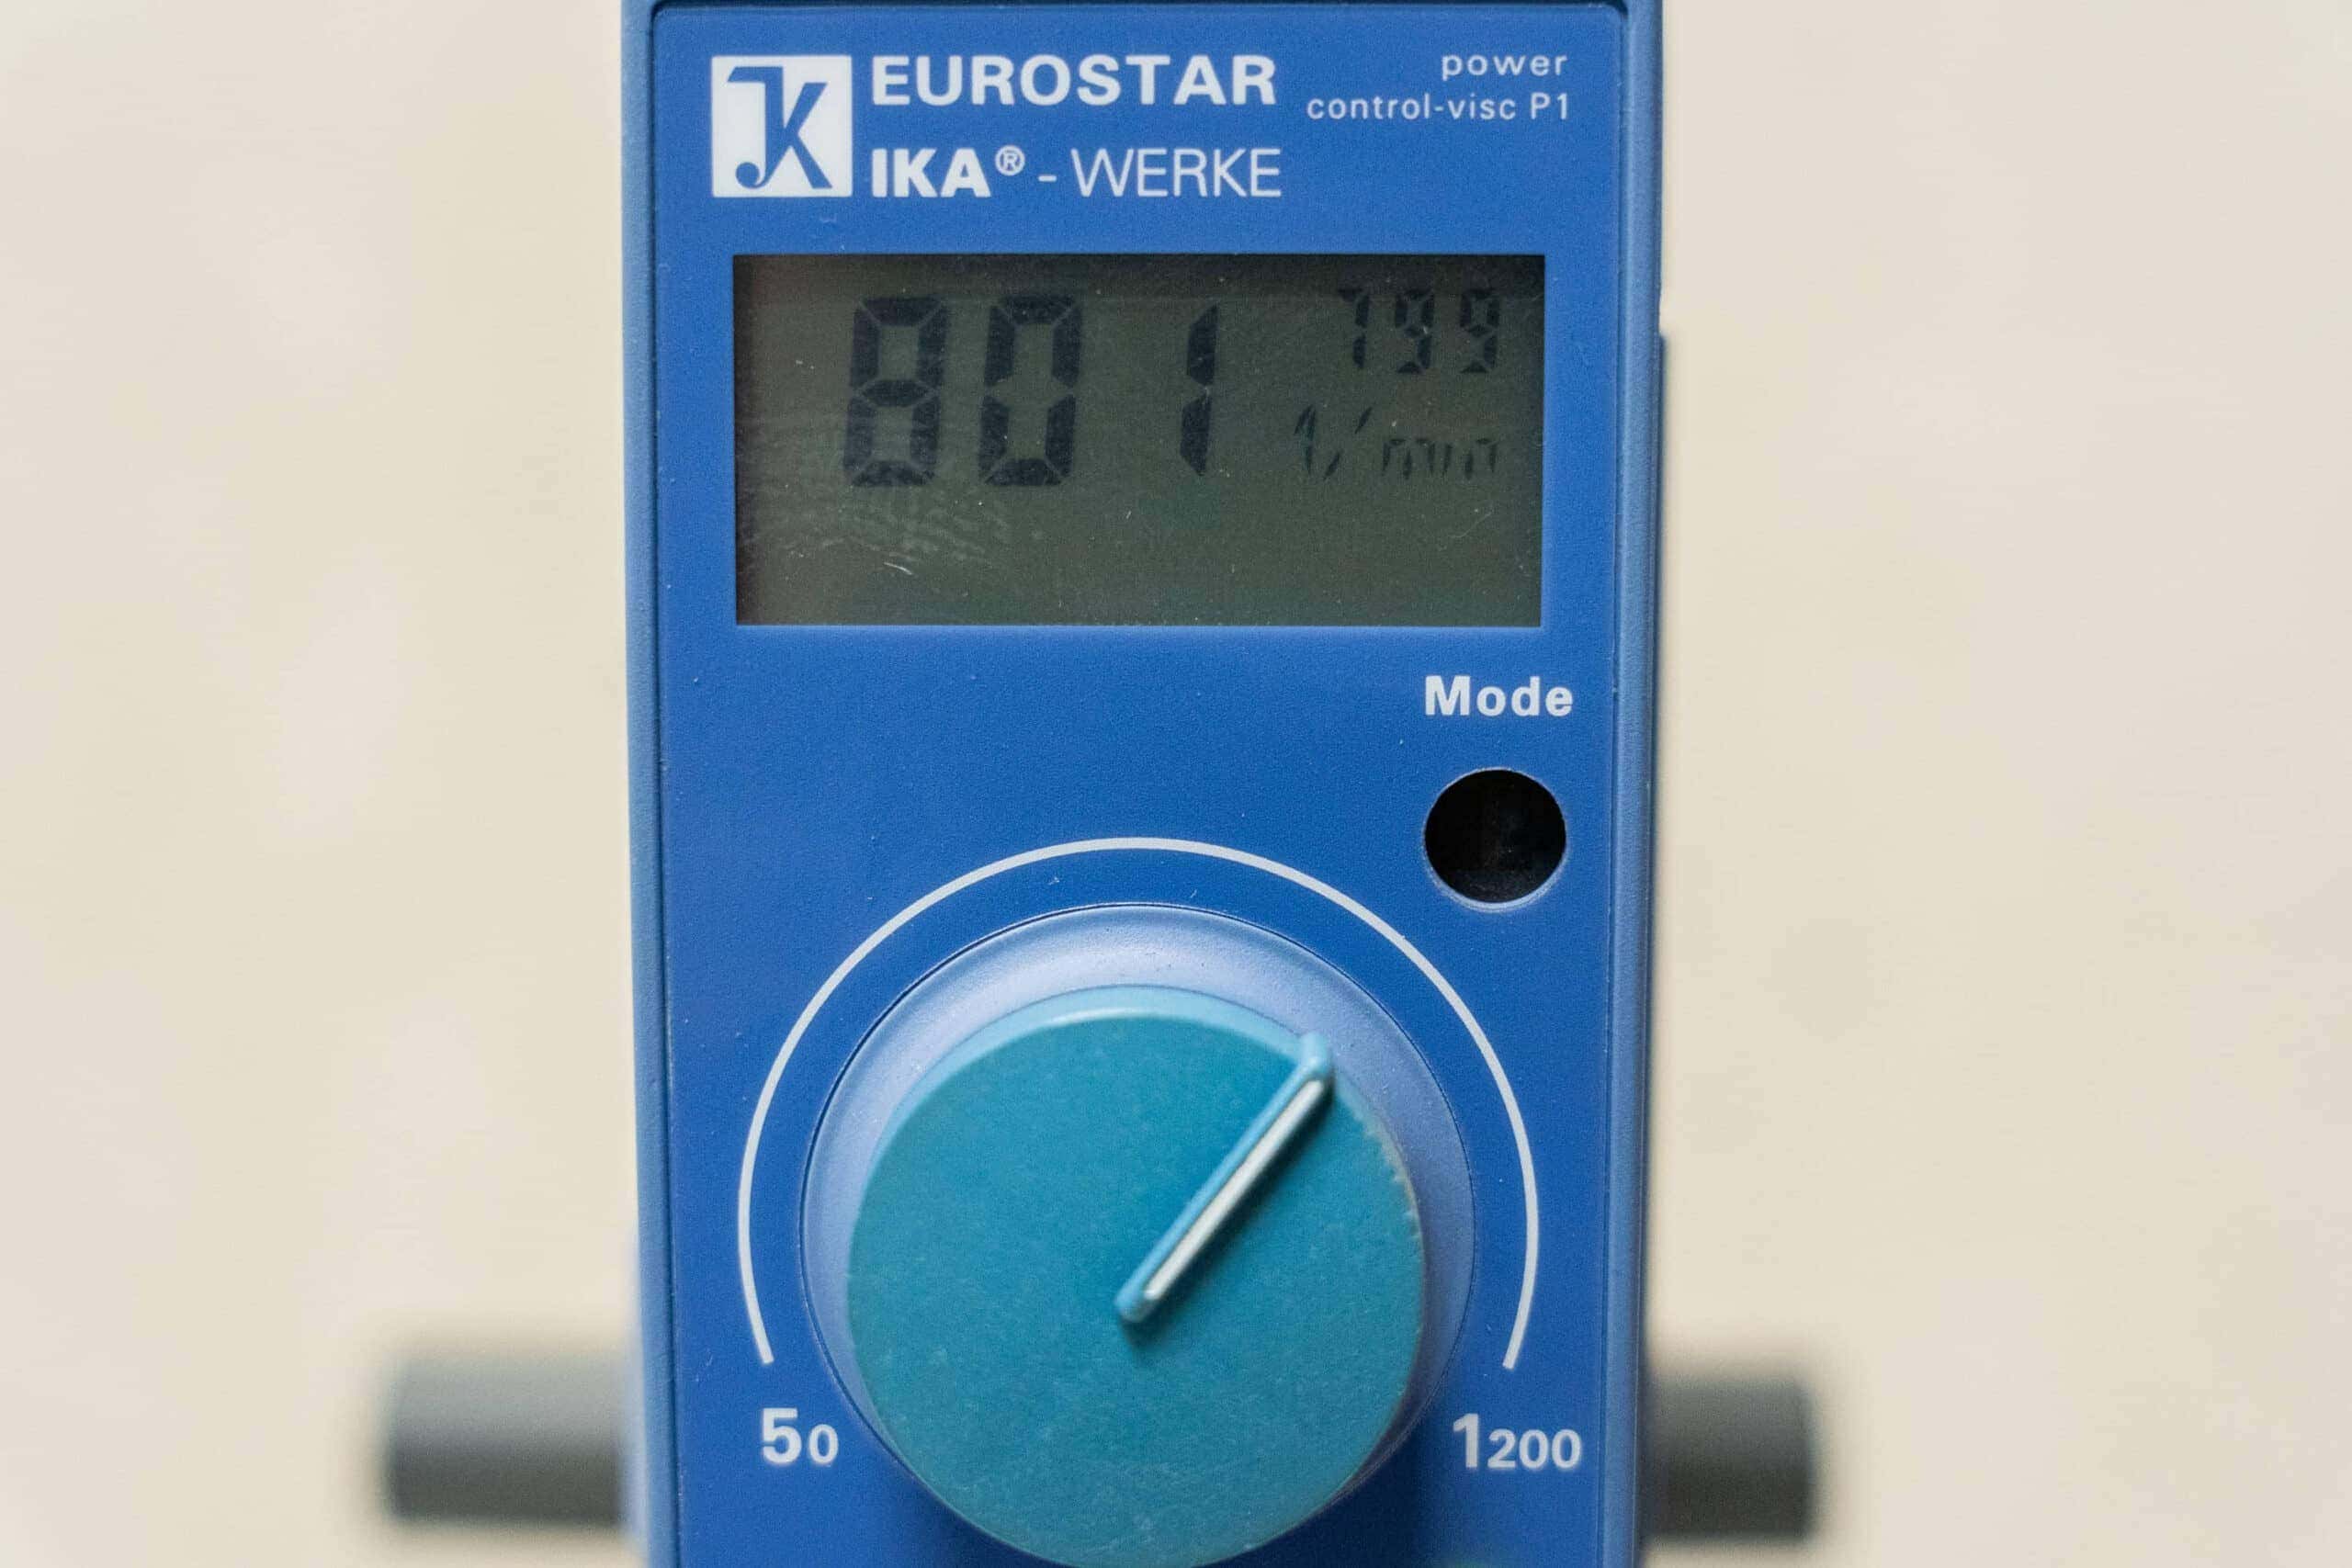 EUROSTAR
power
control-visc P1
IKA® - WERKE
801
799
1/min
Mode
50
1200